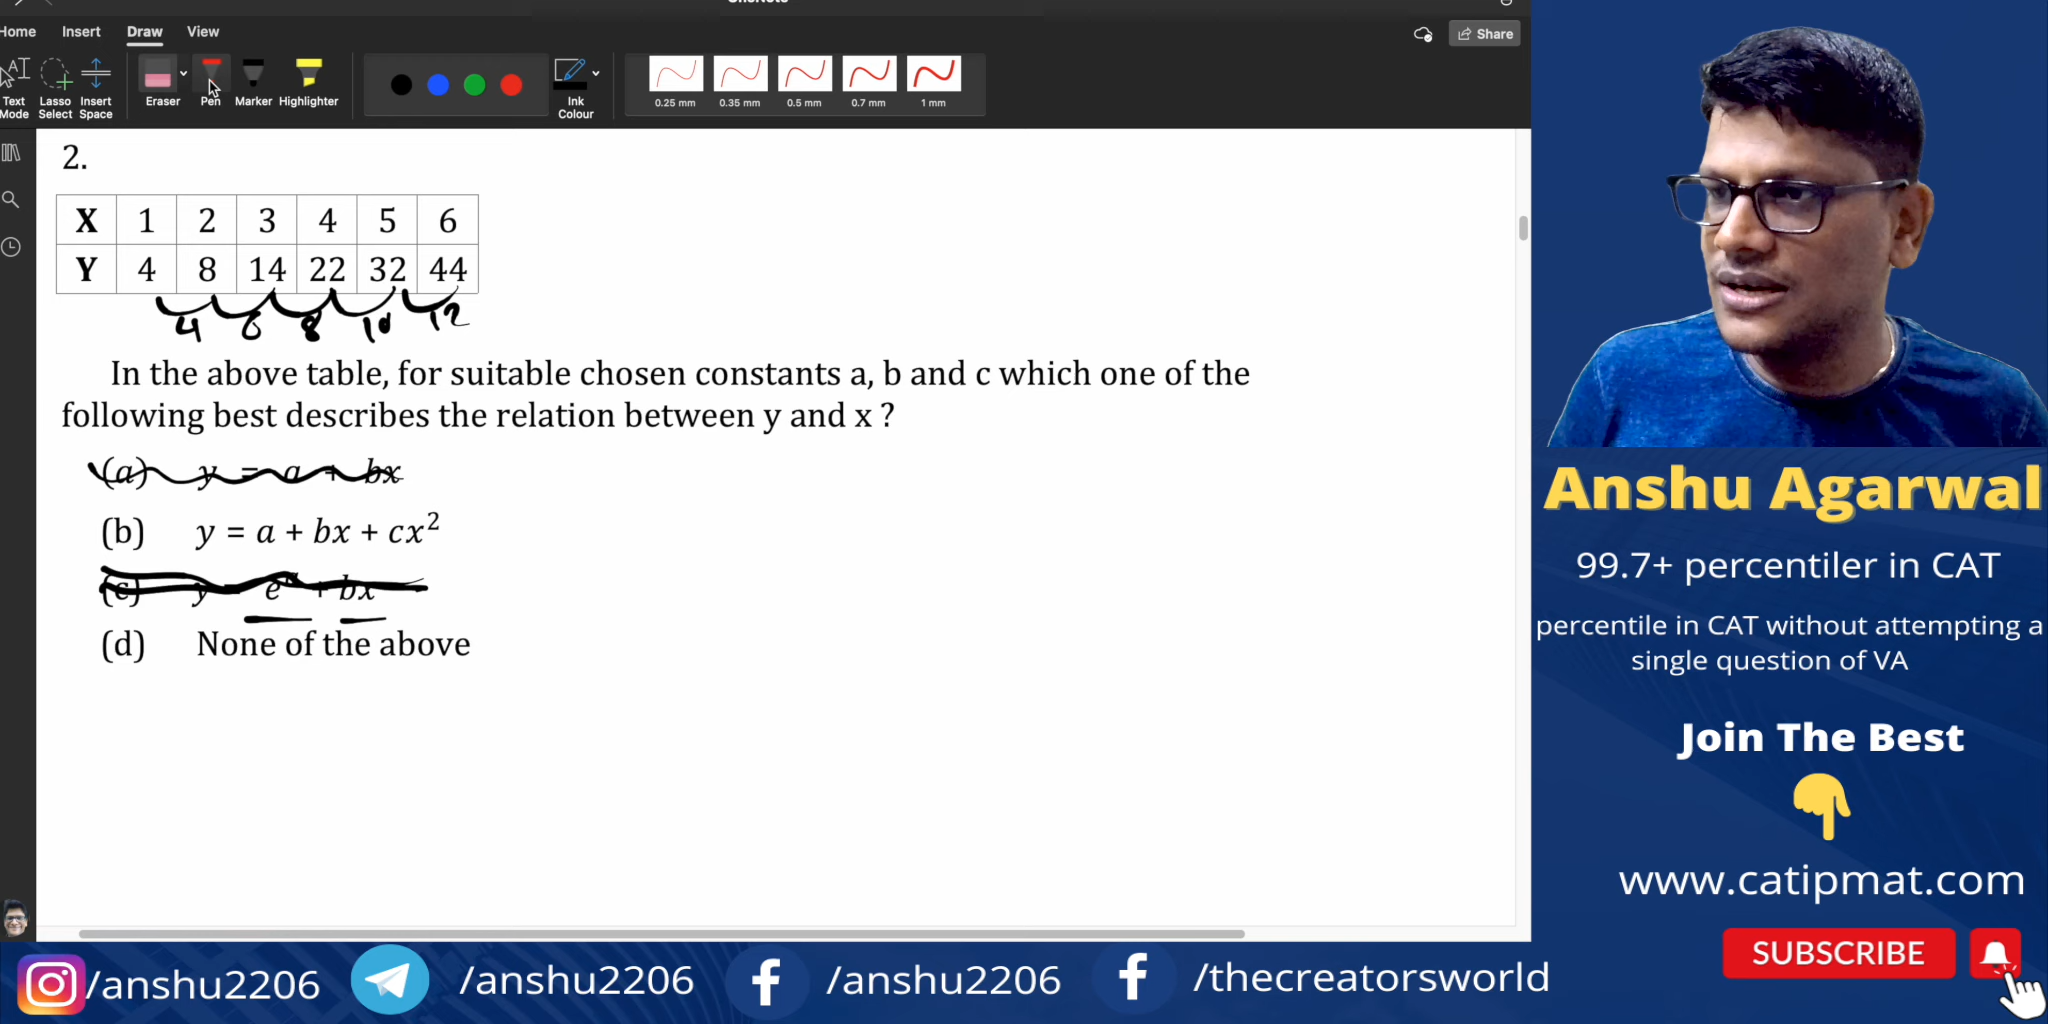 Home Insert Draw View
Share
Text Mode
Lasso Select
Insert Space
Eraser
Pen
Marker
Highlighter
Ink Colour
0.25 mm 0.35 mm 0.5 mm 0.7 mm 1 mm
2.
X 1 2 3 4 5 6
Y 4 8 14 22 32 44
4 6 8 10 12
In the above table, for suitable chosen constants a, b and c which one of the
following best describes the relation between y and x ?
(a) y = a + bx
(b) y = a + bx + cx²
(c) y = e + bx
(d) None of the above
Anshu Agarwal
99.7+ percentiler in CAT
percentile in CAT without attempting a
single question of VA
Join The Best
www.catipmat.com
SUBSCRIBE
/anshu2206 /anshu2206 /anshu2206 /thecreatorsworld